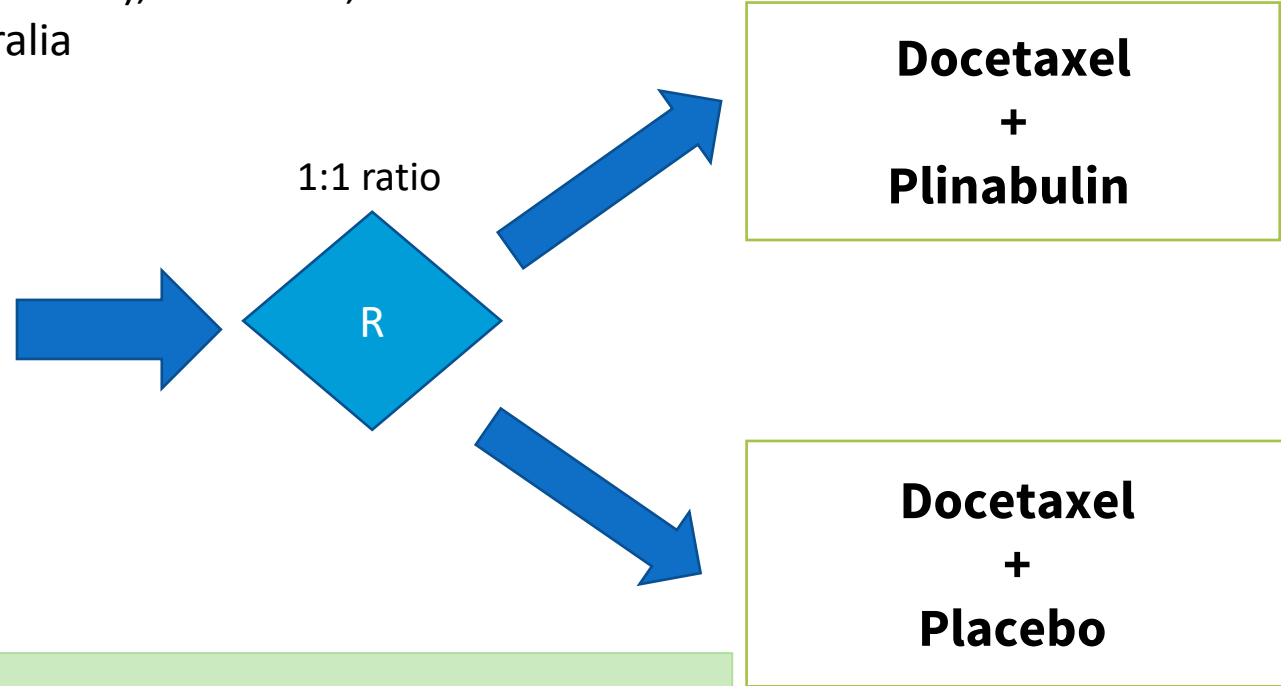 ralia
1:1 ratio
R
Docetaxel
+
Plinabulin
Docetaxel
+
Placebo